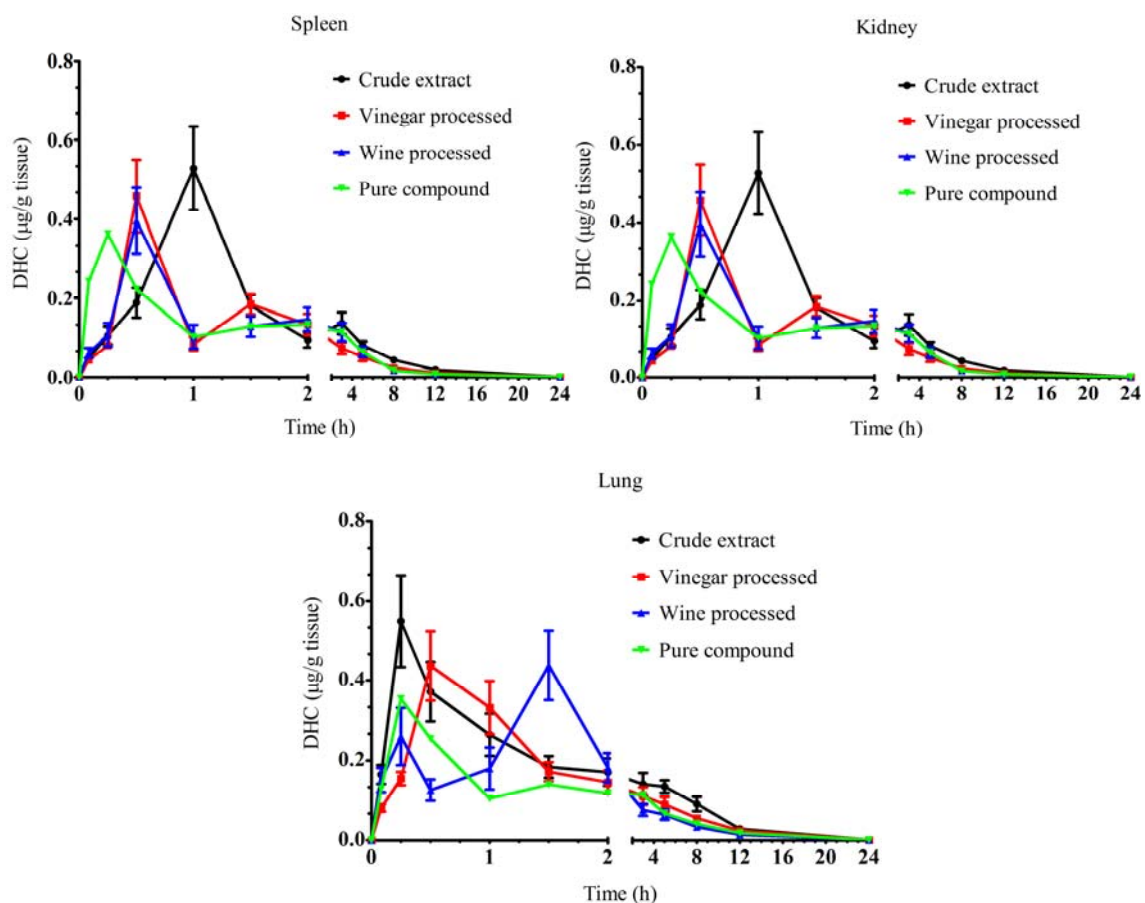 Spleen
0.8
0.6
0.4
0.2
0.0
DHC (µg/g tissue)
Crude extract
Vinegar processed
Wine processed
Pure compound
0 1 2 4 8 12 16 20 24
Time (h)
Kidney
0.8
0.6
0.4
0.2
0.0
DHC (µg/g tissue)
Crude extract
Vinegar processed
Wine processed
Pure compound
0 1 2 4 8 12 16 20 24
Time (h)
Lung
0.8
0.6
0.4
0.2
0.0
DHC (µg/g tissue)
Crude extract
Vinegar processed
Wine processed
Pure compound
0 1 2 4 8 12 16 20 24
Time (h)